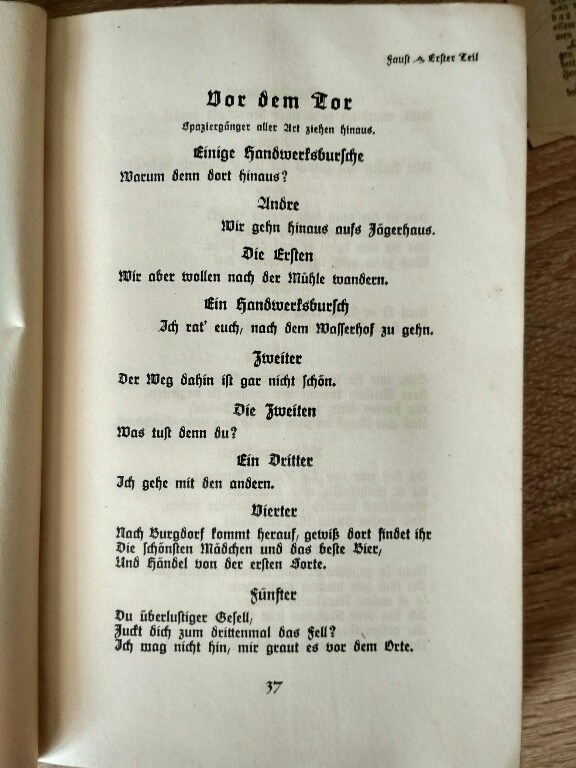 Faust Erster Teil
Vor dem Tor
Spaziergänger aller Art ziehen hinaus.
Einige Handwerksbursche
Warum denn dort hinaus?
Andre
Wir gehn hinaus aufs Jägerhaus.
Die Ersten
Wir aber wollen nach der Mühle wandern.
Ein Handwerksbursch
Ich rat' euch, nach dem Wasserhof zu gehn.
Zweiter
Der Weg dahin ist gar nicht schön.
Die Zweiten
Was tust denn du?
Ein Dritter
Ich gehe mit den andern.
Vierter
Nach Burgdorf kommt herauf, gewiß dort findet ihr
Die schönsten Mädchen und das beste Bier,
Und Händel von der ersten Sorte.
Fünfter
Du überlustiger Gesell,
Juckt dich zum drittenmal das Fell?
Ich mag nicht hin, mir graut es vor dem Orte.
37